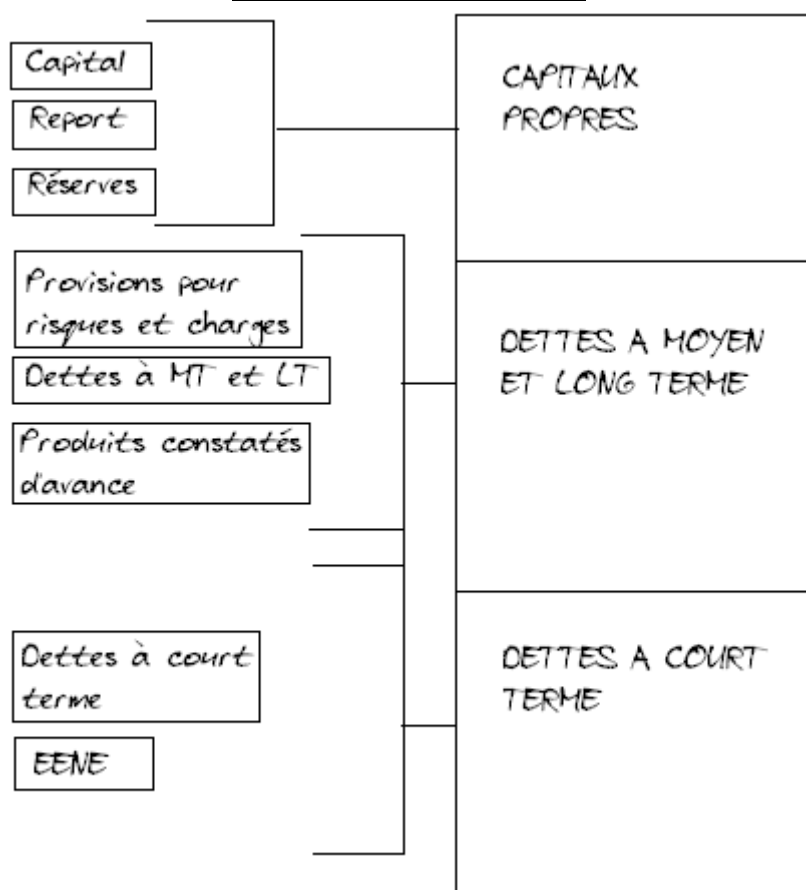 Capital
Report
Réserves
CAPITAUX
PROPRES
Provisions pour
risques et charges
Dettes à MT et LT
Produits constatés
d'avance
DETTES A MOYEN
ET LONG TERME
Dettes à court
terme
EENE
DETTES A COURT
TERME